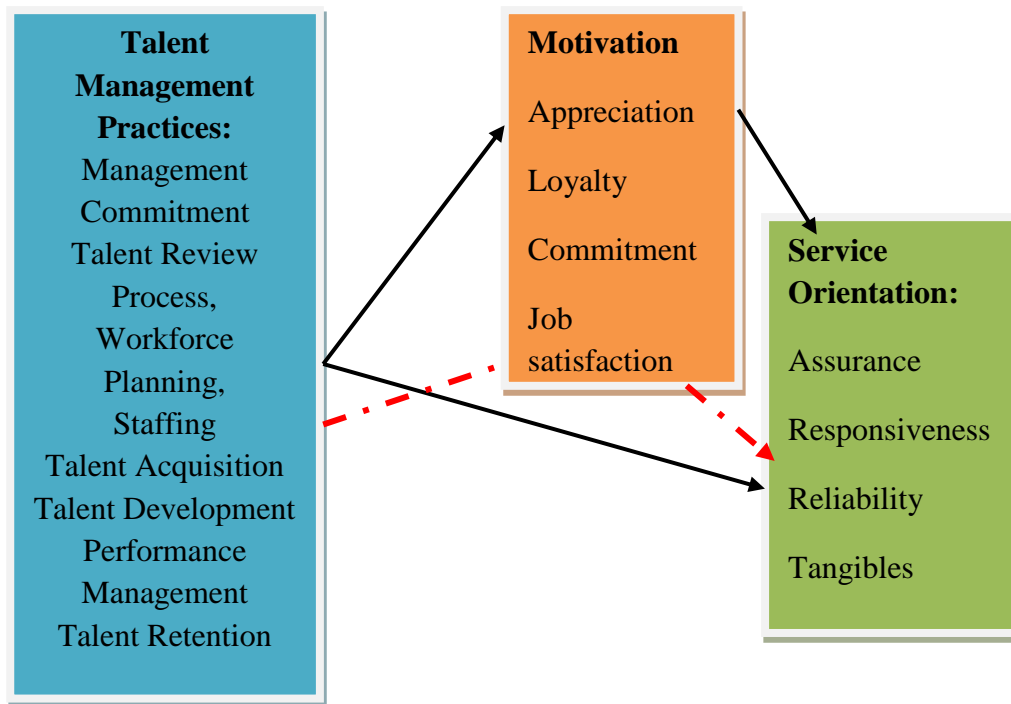 Talent
Management
Practices:
Management
Commitment
Talent Review
Process,
Workforce
Planning,
Staffing
Talent Acquisition
Talent Development
Performance
Management
Talent Retention
Motivation
Appreciation
Loyalty
Commitment
Job
satisfaction
Service
Orientation:
Assurance
Responsiveness
Reliability
Tangibles